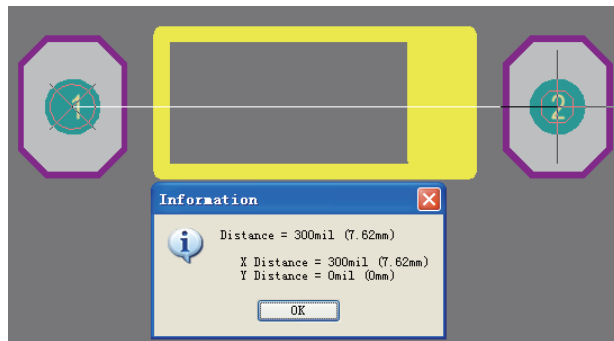 1
2
Information
Distance = 300mil (7.62mm)
X Distance = 300mil (7.62mm)
Y Distance = 0mil (0mm)
OK